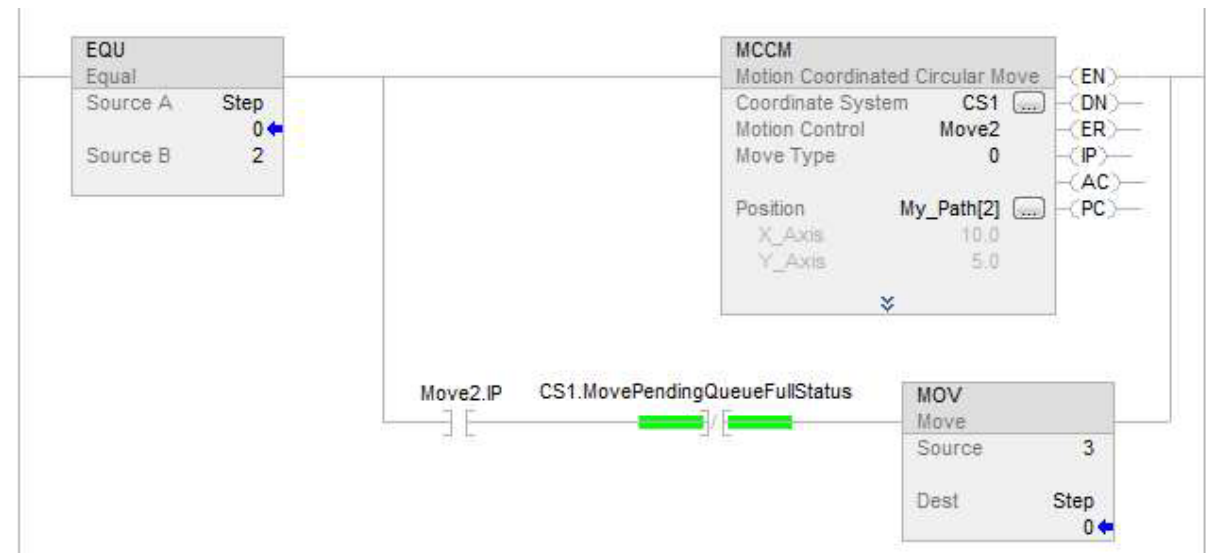 EQU
Equal
Source A Step
0
Source B 2
MCCM
Motion Coordinated Circular Move
Coordinate System CS1 ...
Motion Control Move2
Move Type 0
Position My_Path[2] ...
X_Axis 10.0
Y_Axis 5.0
EN
DN
ER
IP
AC
PC
Move2.IP CS1.MovePendingQueueFullStatus
MOV
Move
Source 3
Dest Step
0